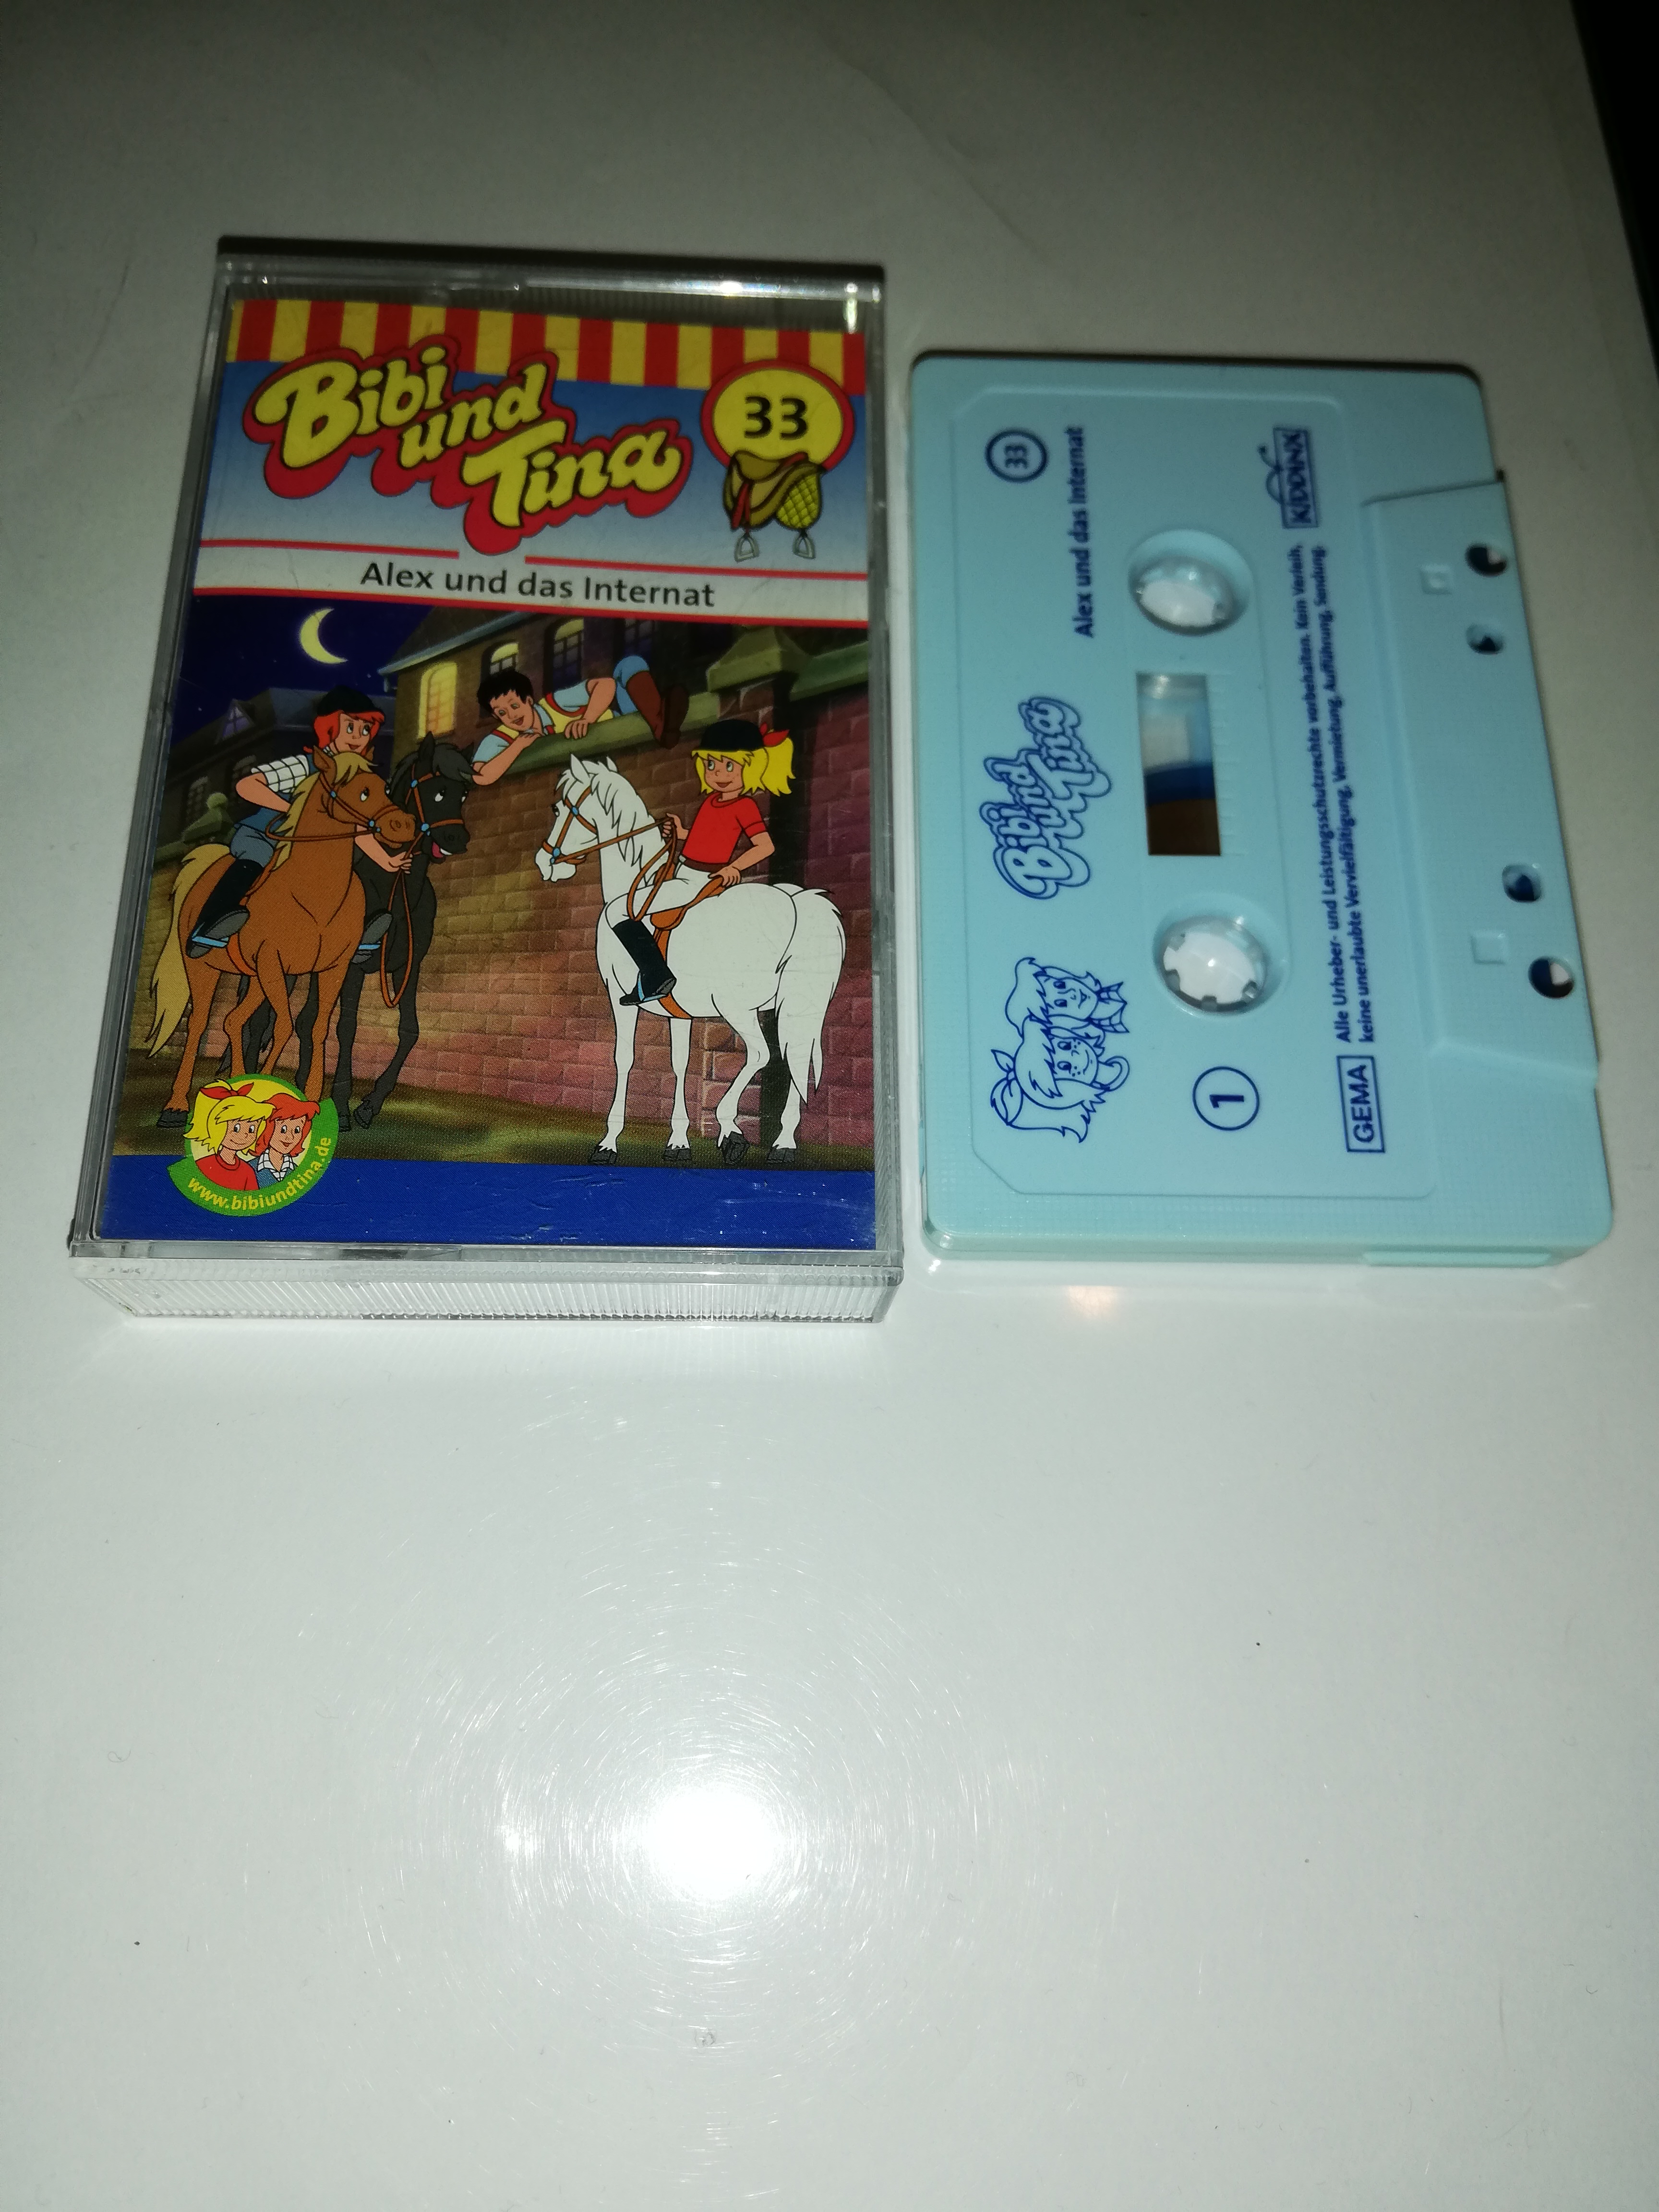 Bibi
und
Tina
33
Alex und das Internat
www.bibiundtina.de
33
Alex und das Internat
Bibi und
Tina
1
KIDDINX
GEMA
Alle Urheber- und Leistungsschutzrechte vorbehalten. Kein Verleih,
keine unerlaubte Vervielfältigung, Vermietung, Aufführung, Sendung.